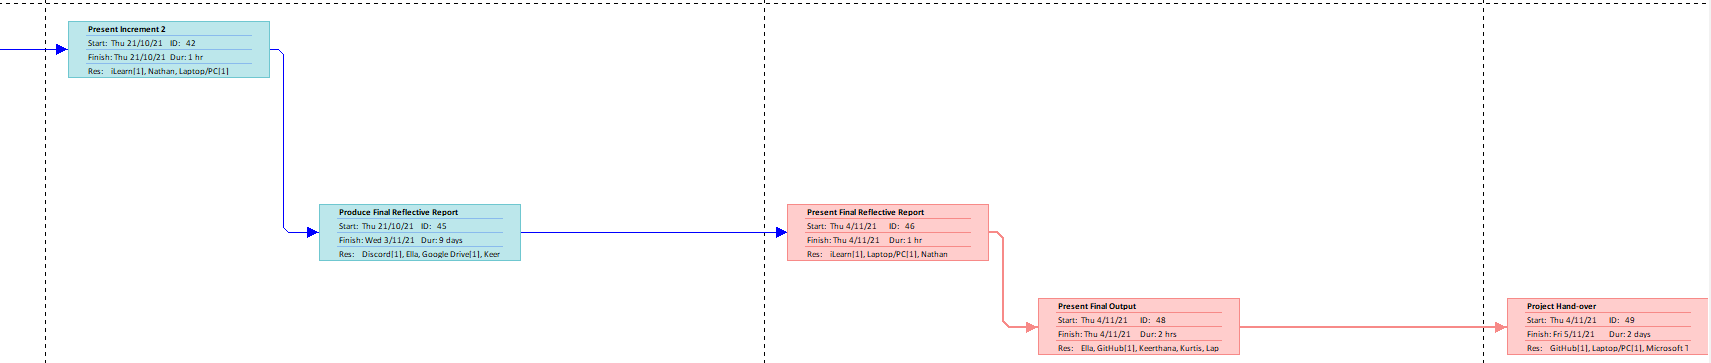 Present Increment 2
Start: Thu 21/10/21 ID: 42
Finish: Thu 21/10/21 Dur: 1 hr
Res: iLearn[1], Nathan, Laptop/PC[1]
Produce Final Reflective Report
Start: Thu 21/10/21 ID: 45
Finish: Wed 3/11/21 Dur: 9 days
Res: Discord[1], Ella, Google Drive[1], Keer
Present Final Reflective Report
Start: Thu 4/11/21 ID: 46
Finish: Thu 4/11/21 Dur: 1 hr
Res: iLearn[1], Laptop/PC[1], Nathan
Present Final Output
Start: Thu 4/11/21 ID: 48
Finish: Thu 4/11/21 Dur: 2 hrs
Res: Ella, GitHub[1], Keerthana, Kurtis, Lap
Project Hand-over
Start: Thu 4/11/21 ID: 49
Finish: Fri 5/11/21 Dur: 2 days
Res: GitHub[1], Laptop/PC[1], Microsoft T